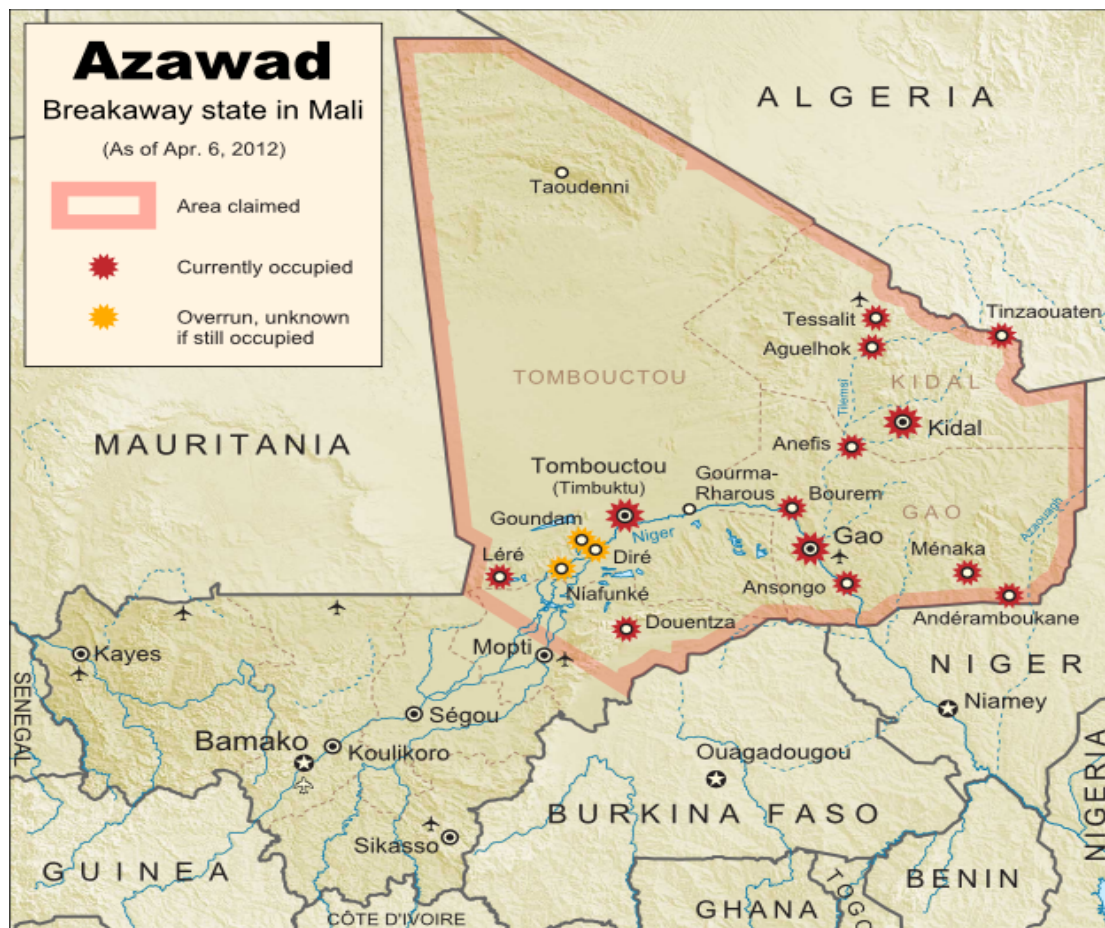 Azawad
Breakaway state in Mali
(As of Apr. 6, 2012)
Area claimed
Currently occupied
Overrun, unknown
if still occupied
ALGERIA
Taoudenni
Tessalit
Tinzaouaten
Aguelhok
TOMBOUCTOU
KIDAL
Tilemsi
Kidal
MAURITANIA
Anefis
Tombouctou
(Timbuktu)
Gourma-
Rharous
Bourem
GAO
Azaouagh
Goundam
Niger
Gao
Léré
Diré
Ménaka
Niafunké
Ansongo
Andéramboukane
Douentza
Mopti
Kayes
NIGER
SENEGAL
Niamey
Ségou
Bamako
Koulikoro
Ouagadougou
NIGERIA
BURKINA FASO
Sikasso
GUINEA
BENIN
TOGO
GHANA
CÔTE D'IVOIRE